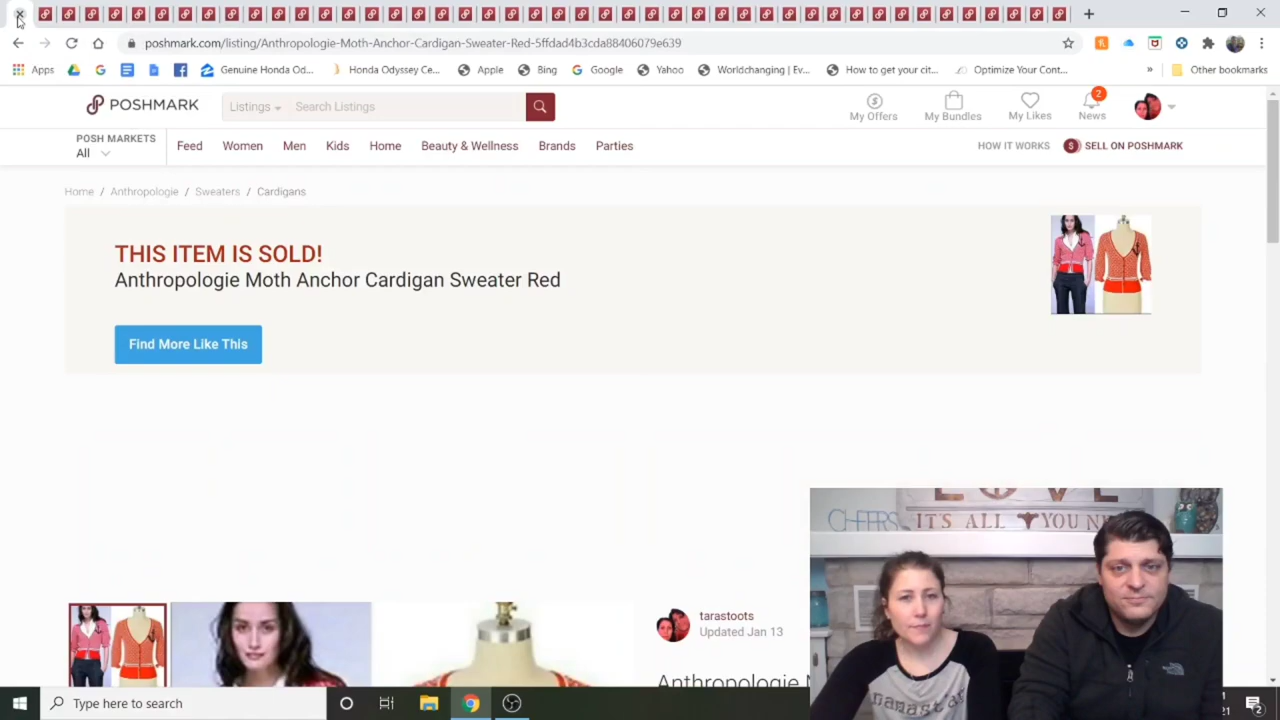 poshmark.com/listing/Anthropologie-Moth-Anchor-Cardigan-Sweater-Red-5ffdad4b3cda88406079e639
Apps Genuine Honda Od... Honda Odyssey Ce... Apple Bing Google Yahoo Worldchanging | Ev... How to get your cit... Optimize Your Cont... » Other bookmarks
POSHMARK Listings Search Listings
2
My Offers My Bundles My Likes News
POSH MARKETS
All
Feed Women Men Kids Home Beauty & Wellness Brands Parties HOW IT WORKS $ SELL ON POSHMARK
Home / Anthropologie / Sweaters / Cardigans
THIS ITEM IS SOLD!
Anthropologie Moth Anchor Cardigan Sweater Red
Find More Like This
LOVE
CHEERS IT'S ALL YOU
tarastoots
Updated Jan 13
Anthropologie
Type here to search
2